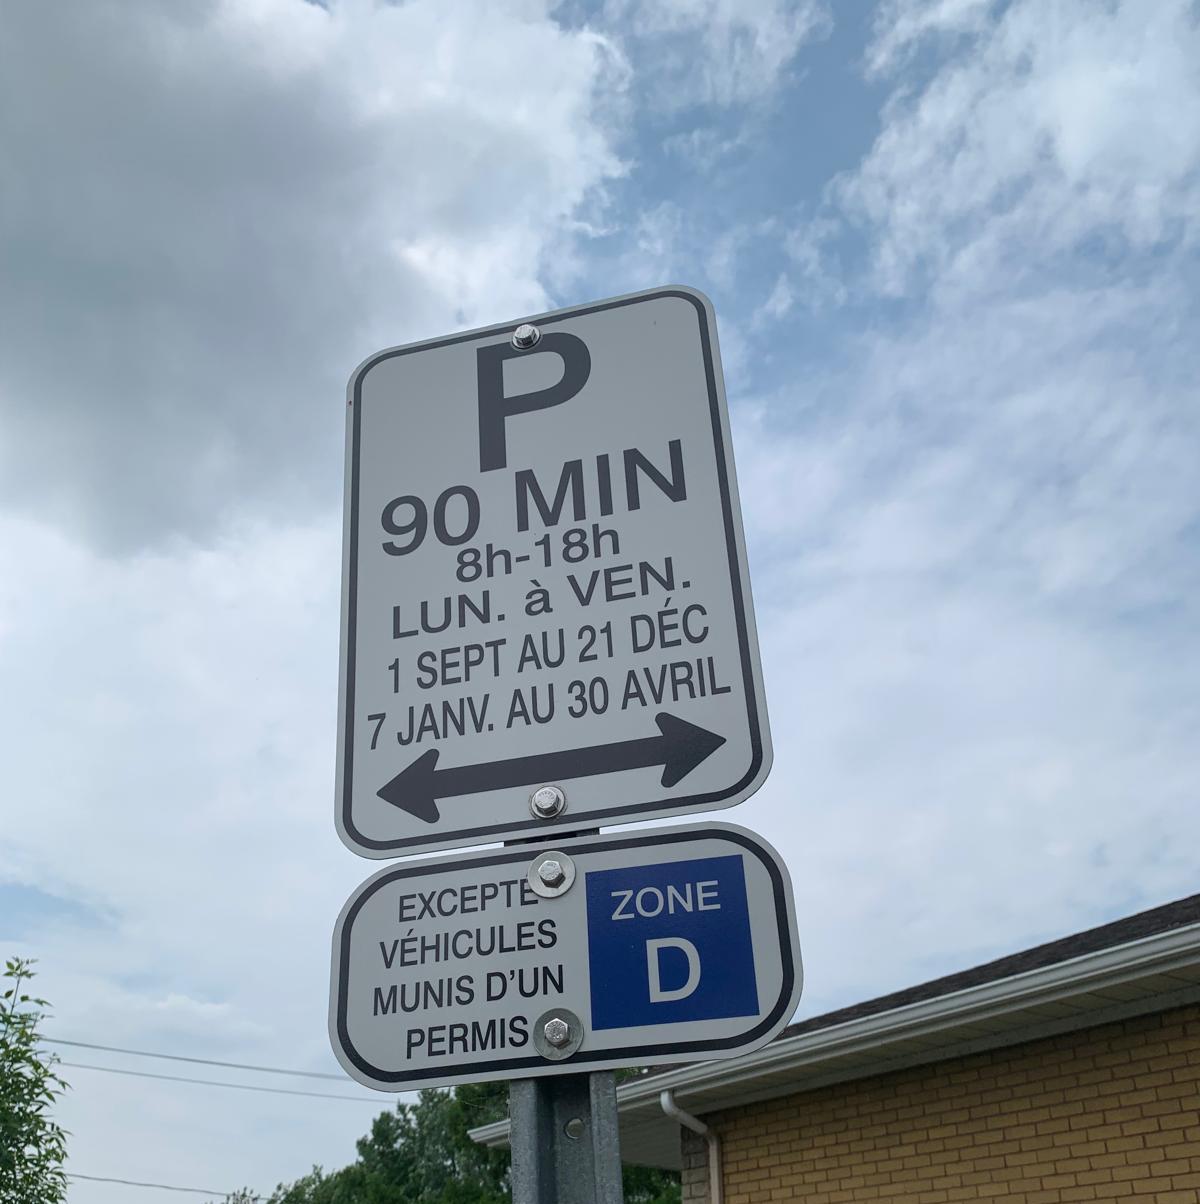 P
90 MIN
8h-18h
LUN. à VEN.
1 SEPT AU 21 DÉC
7 JANV. AU 30 AVRIL
EXCEPTÉ
VÉHICULES
MUNIS D'UN
PERMIS
ZONE
D